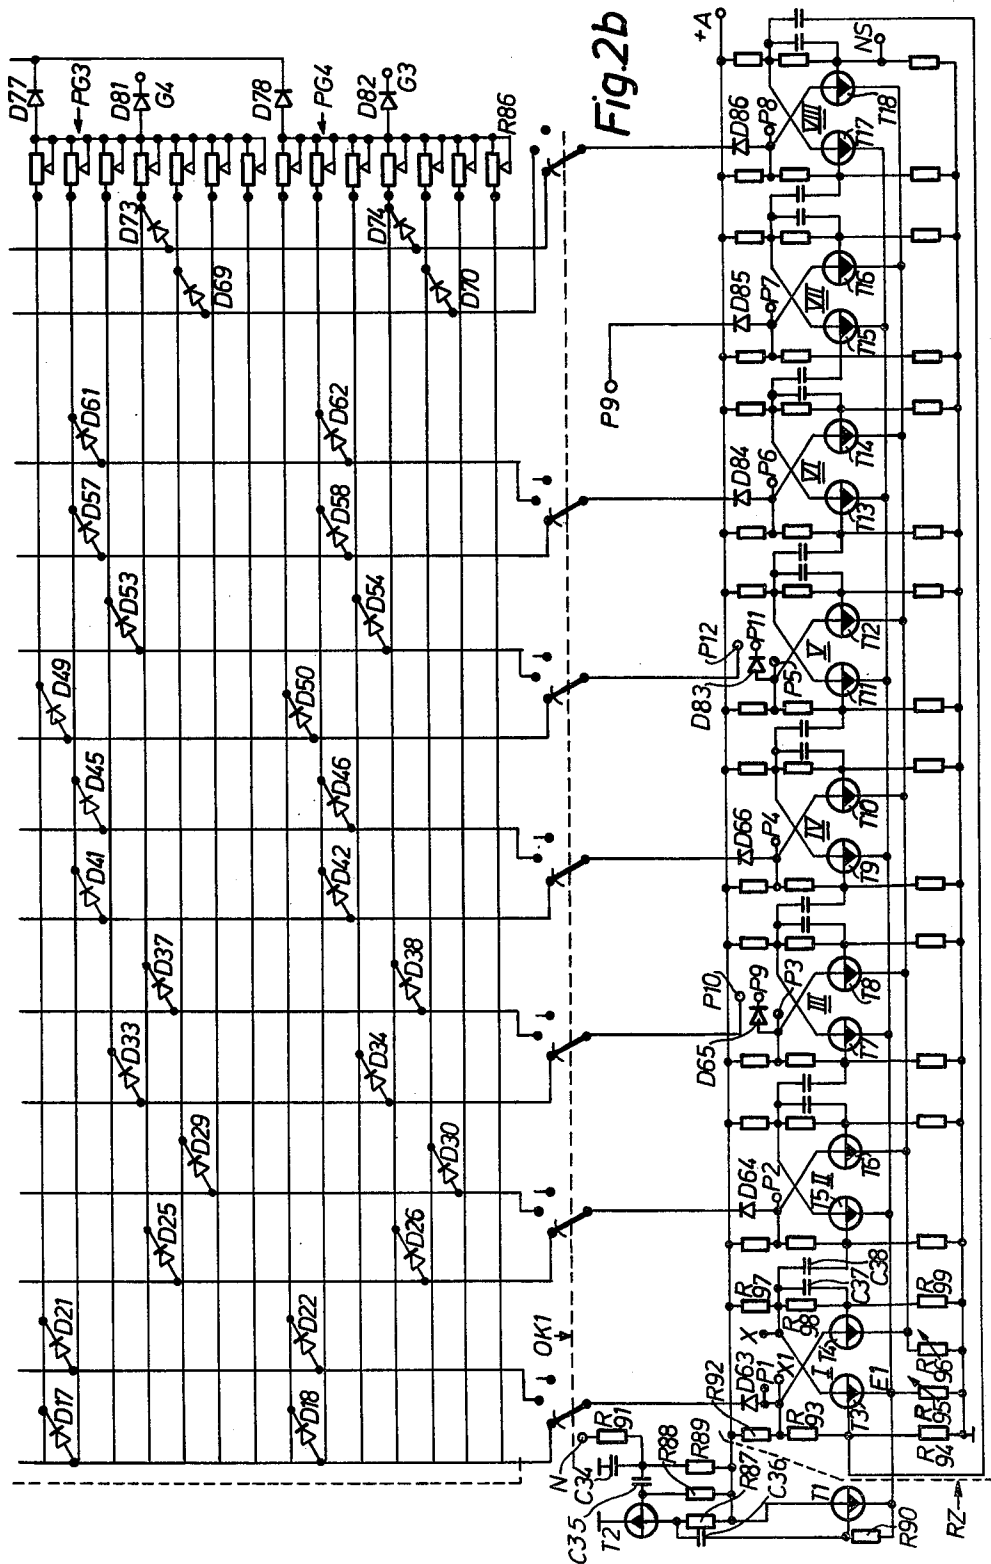 Fig.2b
D77
PG3
D81
G4
D78
PG4
D82
G3
R86
D73
D69
D74
D70
D61
D62
D57
D58
D53
D54
D49
D50
D45
D46
D41
D42
D37
D38
D33
D34
D29
D30
D25
D26
D21
D22
D17
D18
OK1
N
R91
C34
C35
T2
R88
R89
R87
C36
R92
T1
R90
RZ
+A
NS
D86
P8
VIII
T17
T18
D85
P7
VII
T15
T16
P9
D84
P6
VI
T13
T14
P12
P11
D83
P5
V
T11
T12
D66
P4
IV
T9
T10
P10
P9
D65
P3
III
T7
T8
D64
P2
II
T5
T6
D63
P1
X
X1
I
T3
T4
E1
R93
R94
R95
R96
R97
R98
R99
C37
C38